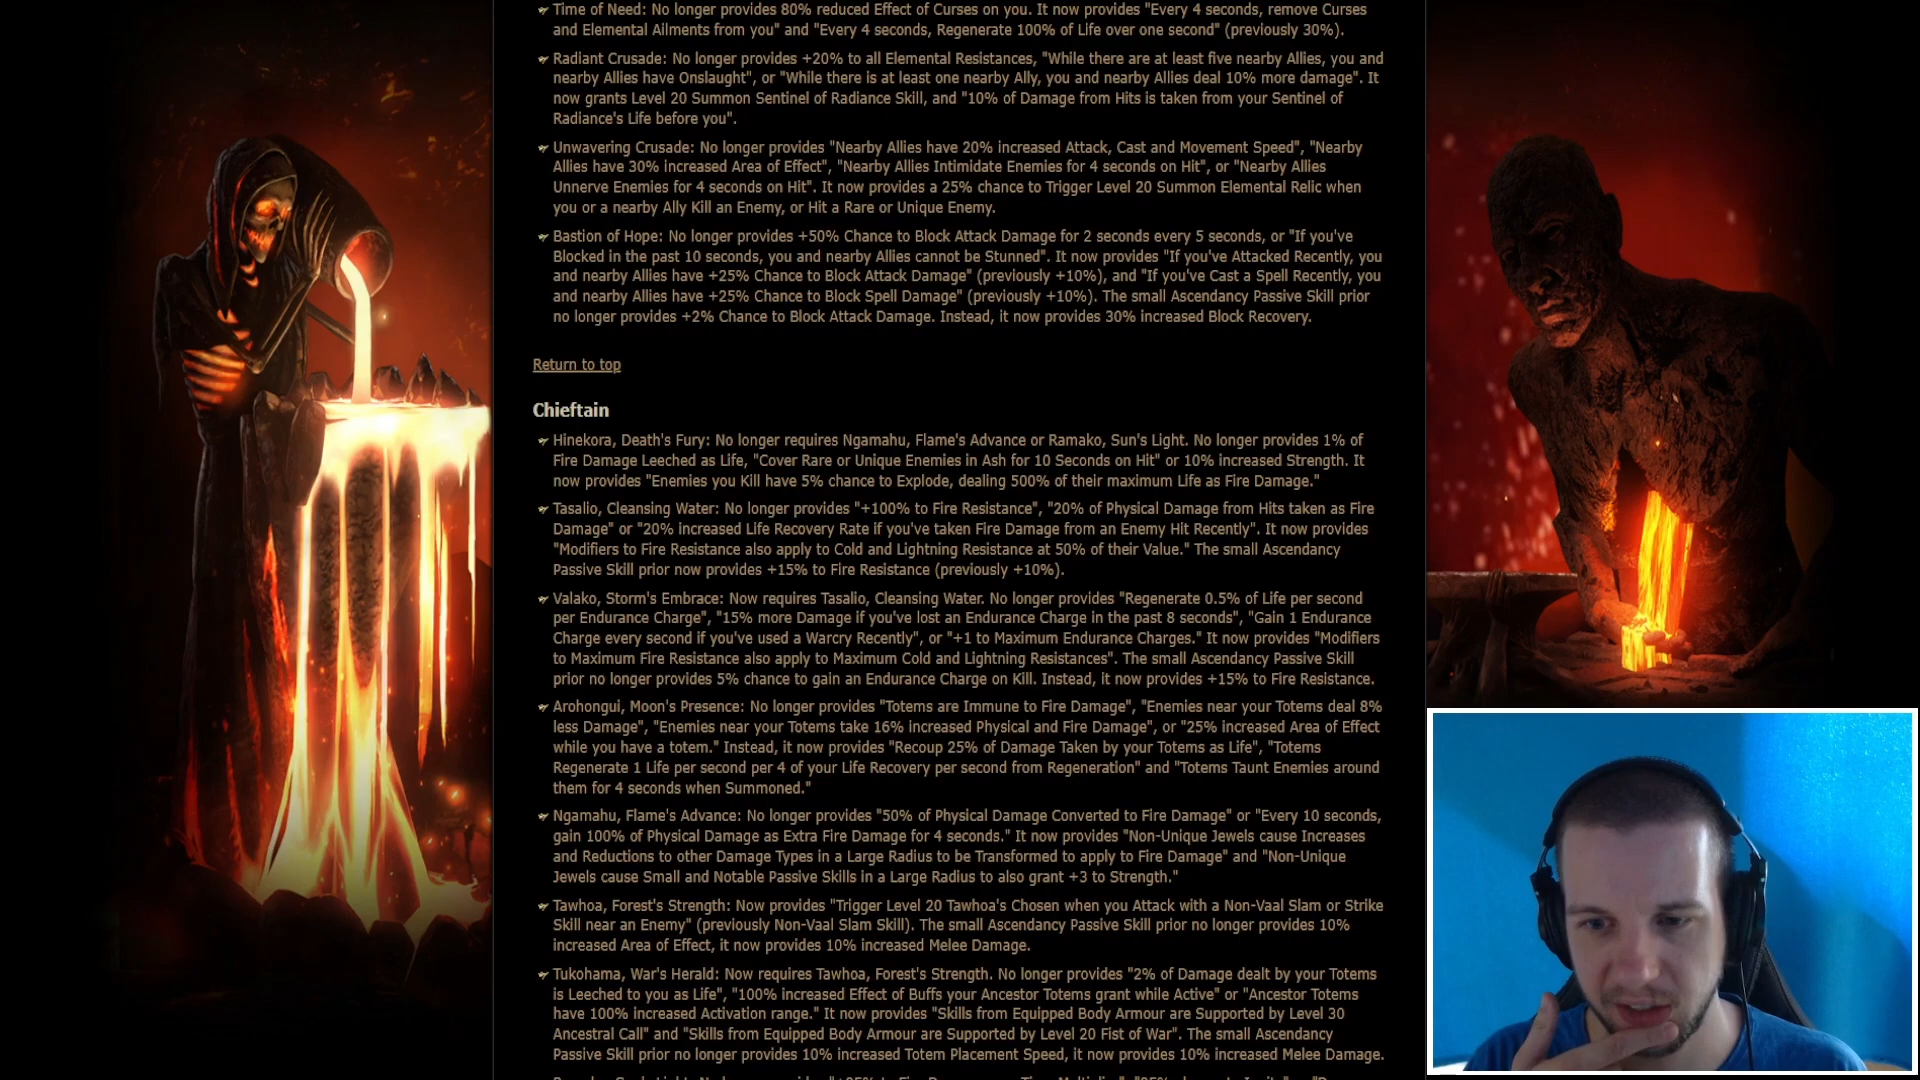 Time of Need: No longer provides 80% reduced Effect of Curses on you. It now provides "Every 4 seconds, remove Curses
and Elemental Ailments from you" and "Every 4 seconds, Regenerate 100% of Life over one second" (previously 30%).
Radiant Crusade: No longer provides +20% to all Elemental Resistances, "While there are at least five nearby Allies, you and
nearby Allies have Onslaught", or "While there is at least one nearby Ally, you and nearby Allies deal 10% more damage". It
now grants Level 20 Summon Sentinel of Radiance Skill, and "10% of Damage from Hits is taken from your Sentinel of
Radiance's Life before you".
Unwavering Crusade: No longer provides "Nearby Allies have 20% increased Attack, Cast and Movement Speed", "Nearby
Allies have 30% increased Area of Effect", "Nearby Allies Intimidate Enemies for 4 seconds on Hit", or "Nearby Allies
Unnerve Enemies for 4 seconds on Hit". It now provides a 25% chance to Trigger Level 20 Summon Elemental Relic when
you or a nearby Ally Kill an Enemy, or Hit a Rare or Unique Enemy.
Bastion of Hope: No longer provides +50% Chance to Block Attack Damage for 2 seconds every 5 seconds, or "If you've
Blocked in the past 10 seconds, you and nearby Allies cannot be Stunned". It now provides "If you've Attacked Recently, you
and nearby Allies have +25% Chance to Block Attack Damage" (previously +10%), and "If you've Cast a Spell Recently, you
and nearby Allies have +25% Chance to Block Spell Damage" (previously +10%). The small Ascendancy Passive Skill prior
no longer provides +2% Chance to Block Attack Damage. Instead, it now provides 30% increased Block Recovery.
Return to top
Chieftain
Hinekora, Death's Fury: No longer requires Ngamahu, Flame's Advance or Ramako, Sun's Light. No longer provides 1% of
Fire Damage Leeched as Life, "Cover Rare or Unique Enemies in Ash for 10 Seconds on Hit" or 10% increased Strength. It
now provides "Enemies you Kill have 5% chance to Explode, dealing 500% of their maximum Life as Fire Damage."
Tasalio, Cleansing Water: No longer provides "+100% to Fire Resistance", "20% of Physical Damage from Hits taken as Fire
Damage" or "20% increased Life Recovery Rate if you've taken Fire Damage from an Enemy Hit Recently". It now provides
"Modifiers to Fire Resistance also apply to Cold and Lightning Resistance at 50% of their Value." The small Ascendancy
Passive Skill prior now provides +15% to Fire Resistance (previously +10%).
Valako, Storm's Embrace: Now requires Tasalio, Cleansing Water. No longer provides "Regenerate 0.5% of Life per second
per Endurance Charge", "15% more Damage if you've lost an Endurance Charge in the past 8 seconds", "Gain 1 Endurance
Charge every second if you've used a Warcry Recently", or "+1 to Maximum Endurance Charges." It now provides "Modifiers
to Maximum Fire Resistance also apply to Maximum Cold and Lightning Resistances". The small Ascendancy Passive Skill
prior no longer provides 5% chance to gain an Endurance Charge on Kill. Instead, it now provides +15% to Fire Resistance.
Arohongui, Moon's Presence: No longer provides "Totems are Immune to Fire Damage", "Enemies near your Totems deal 8%
less Damage", "Enemies near your Totems take 16% increased Physical and Fire Damage", or "25% increased Area of Effect
while you have a totem." Instead, it now provides "Recoup 25% of Damage Taken by your Totems as Life", "Totems
Regenerate 1 Life per second per 4 of your Life Recovery per second from Regeneration" and "Totems Taunt Enemies around
them for 4 seconds when Summoned."
Ngamahu, Flame's Advance: No longer provides "50% of Physical Damage Converted to Fire Damage" or "Every 10 seconds,
gain 100% of Physical Damage as Extra Fire Damage for 4 seconds." It now provides "Non-Unique Jewels cause Increases
and Reductions to other Damage Types in a Large Radius to be Transformed to apply to Fire Damage" and "Non-Unique
Jewels cause Small and Notable Passive Skills in a Large Radius to also grant +3 to Strength."
Tawhoa, Forest's Strength: Now provides "Trigger Level 20 Tawhoa's Chosen when you Attack with a Non-Vaal Slam or Strike
Skill near an Enemy" (previously Non-Vaal Slam Skill). The small Ascendancy Passive Skill prior no longer provides 10%
increased Area of Effect, it now provides 10% increased Melee Damage.
Tukohama, War's Herald: Now requires Tawhoa, Forest's Strength. No longer provides "2% of Damage dealt by your Totems
is Leeched to you as Life", "100% increased Effect of Buffs your Ancestor Totems grant while Active" or "Ancestor Totems
have 100% increased Activation range." It now provides "Skills from Equipped Body Armour are Supported by Level 30
Ancestral Call" and "Skills from Equipped Body Armour are Supported by Level 20 Fist of War". The small Ascendancy
Passive Skill prior no longer provides 10% increased Totem Placement Speed, it now provides 10% increased Melee Damage.